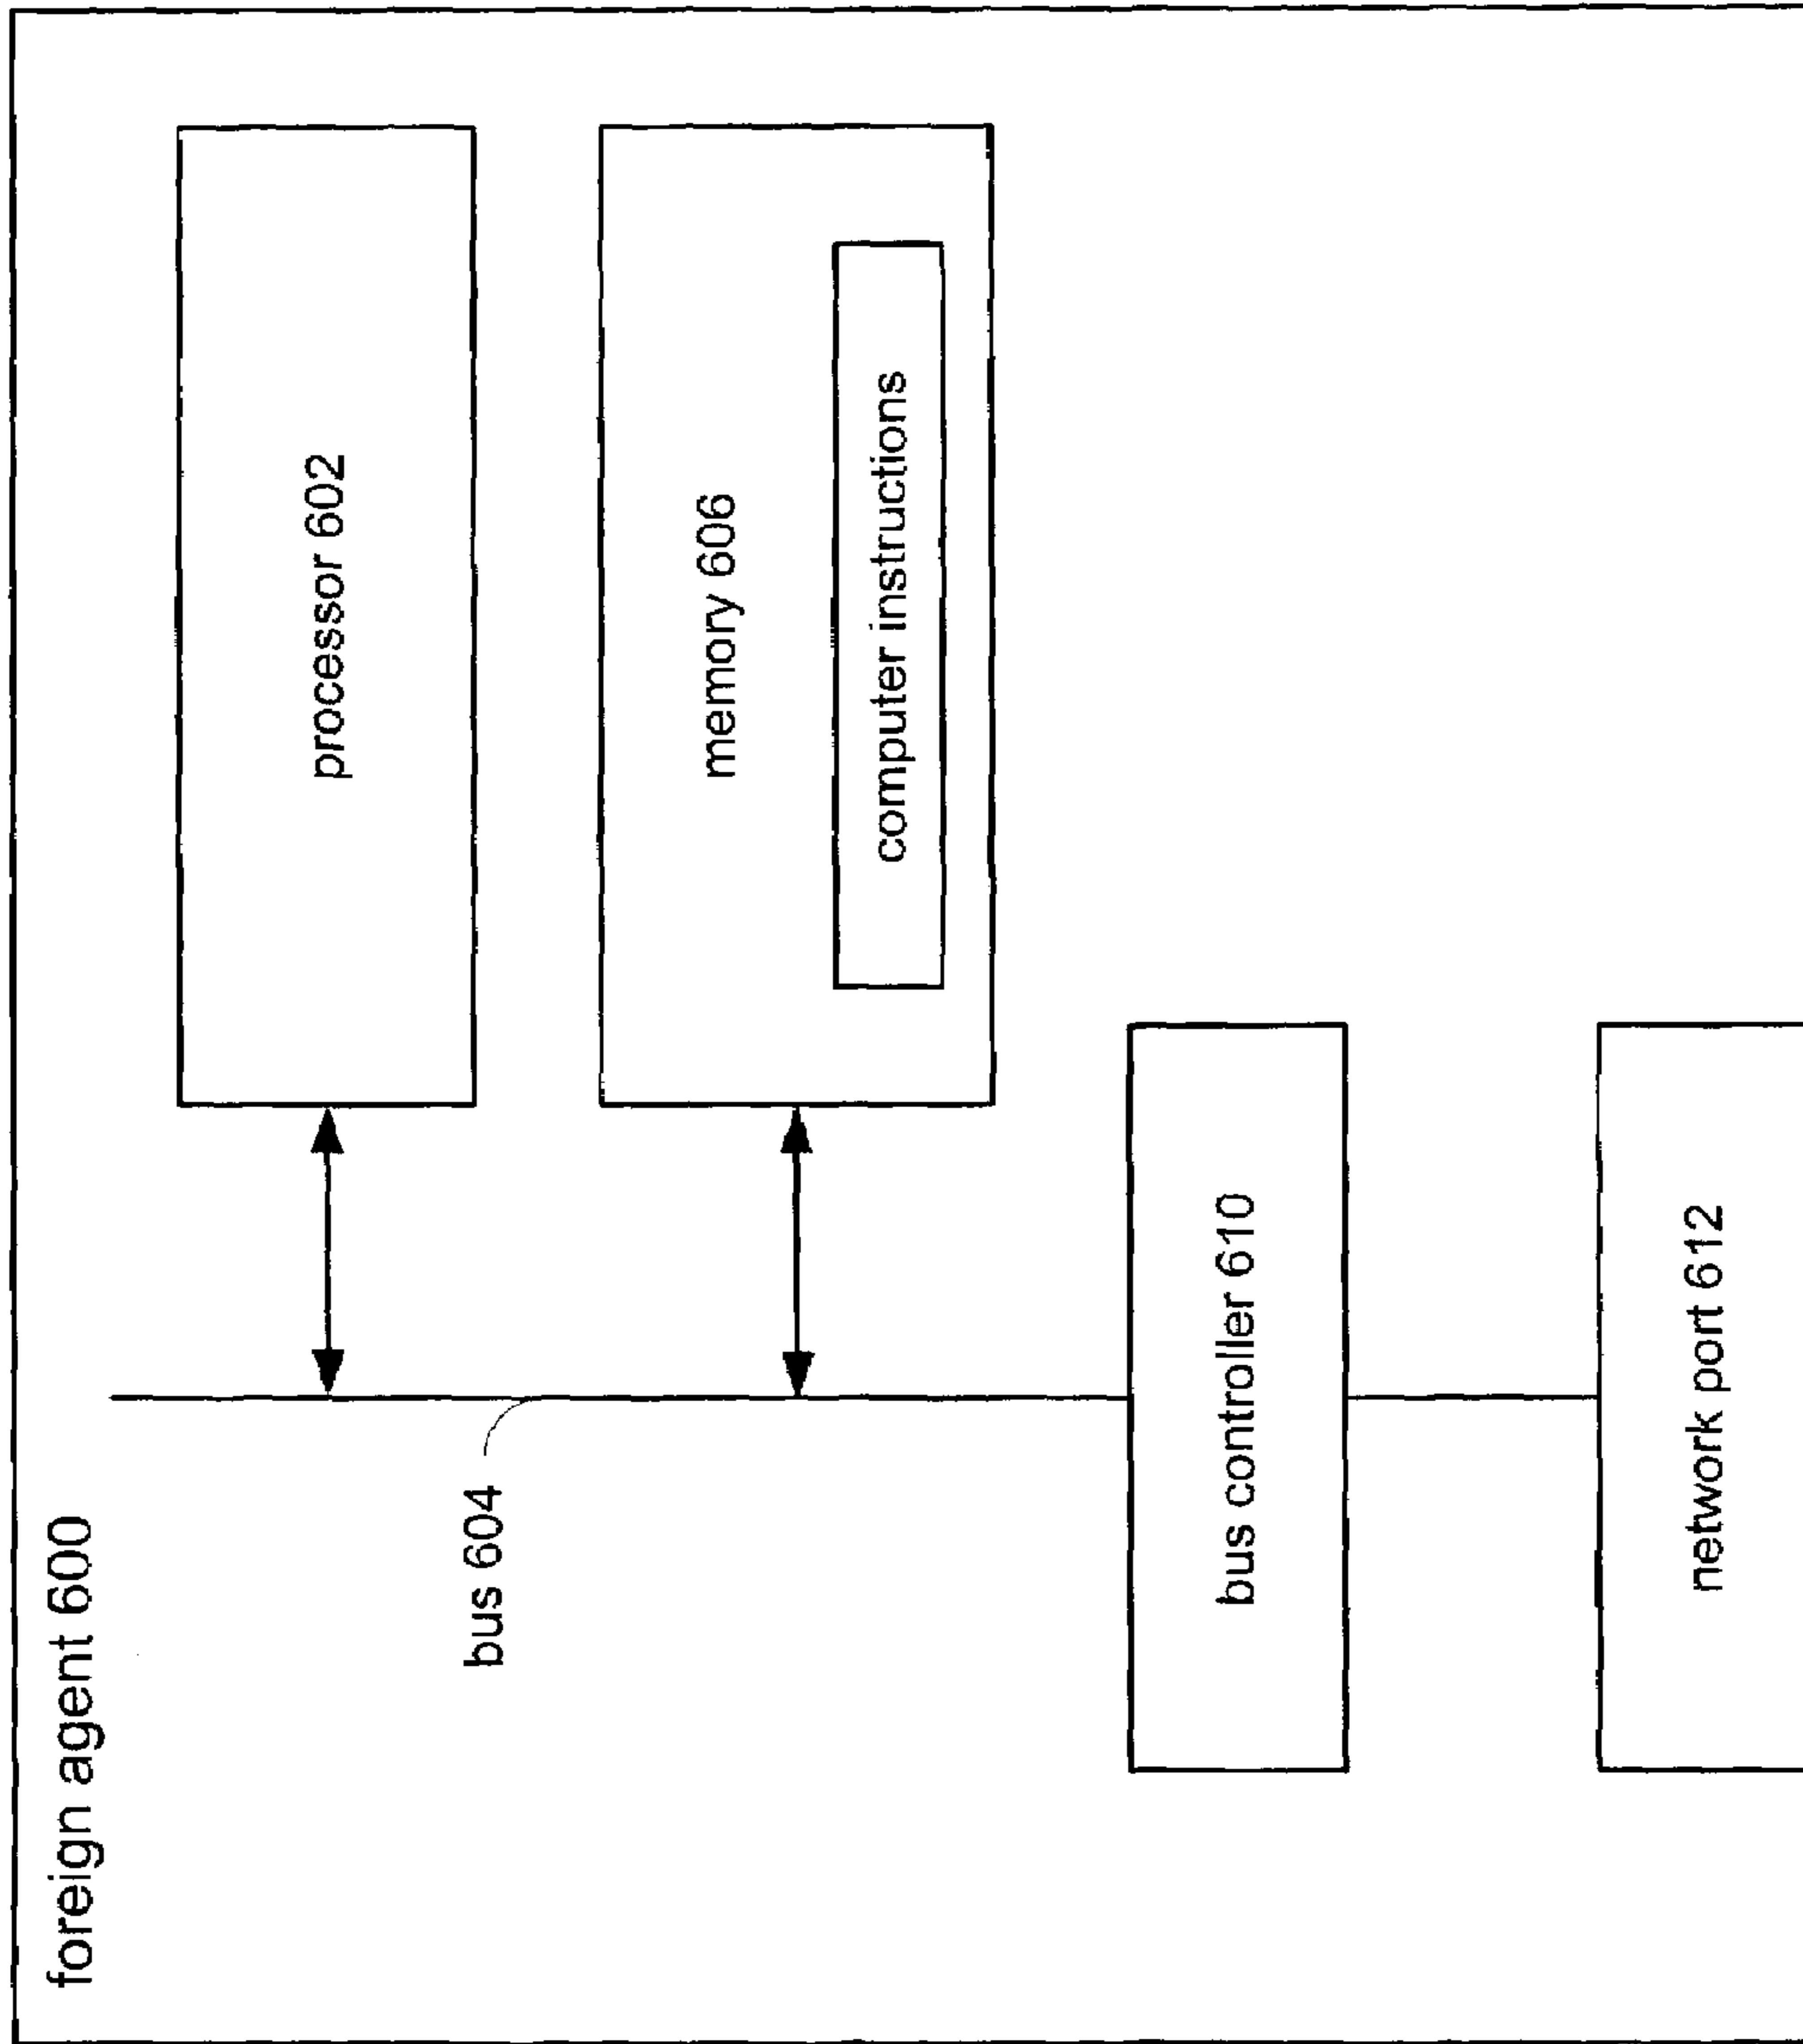 foreign agent 600
processor 602
bus 604
memory 606
computer instructions
bus controller 610
network port 612